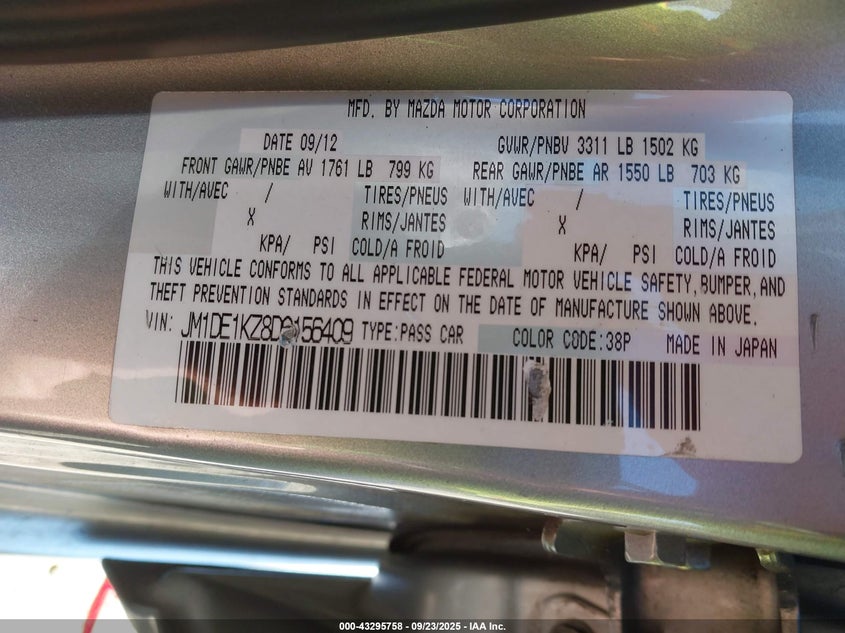 MFD. BY MAZDA MOTOR CORPORATION
DATE 09/12 GVWR/PNBV 3311 LB 1502 KG
FRONT GAWR/PNBE AV 1761 LB 799 KG REAR GAWR/PNBE AR 1550 LB 703 KG
WITH/AVEC / TIRES/PNEUS WITH/AVEC / TIRES/PNEUS
X RIMS/JANTES X RIMS/JANTES
KPA/ PSI COLD/A FROID KPA/ PSI COLD/A FROID
THIS VEHICLE CONFORMS TO ALL APPLICABLE FEDERAL MOTOR VEHICLE SAFETY, BUMPER, AND
THEFT PREVENTION STANDARDS IN EFFECT ON THE DATE OF MANUFACTURE SHOWN ABOVE.
VIN: JM1DE1KZ8D0156409 TYPE:PASS CAR COLOR CODE:38P MADE IN JAPAN
000-43295758 - 09/23/2025 - IAA Inc.